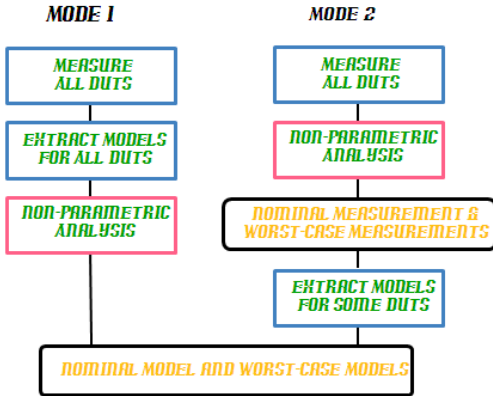 MODE 1
MEASURE
ALL DUTS
EXTRACT MODELS
FOR ALL DUTS
NON-PARAMETRIC
ANALYSIS
MODE 2
MEASURE
ALL DUTS
NON-PARAMETRIC
ANALYSIS
NOMINAL MEASUREMENT &
WORST-CASE MEASUREMENTS
EXTRACT MODELS
FOR SOME DUTS
NOMINAL MODEL AND WORST-CASE MODELS